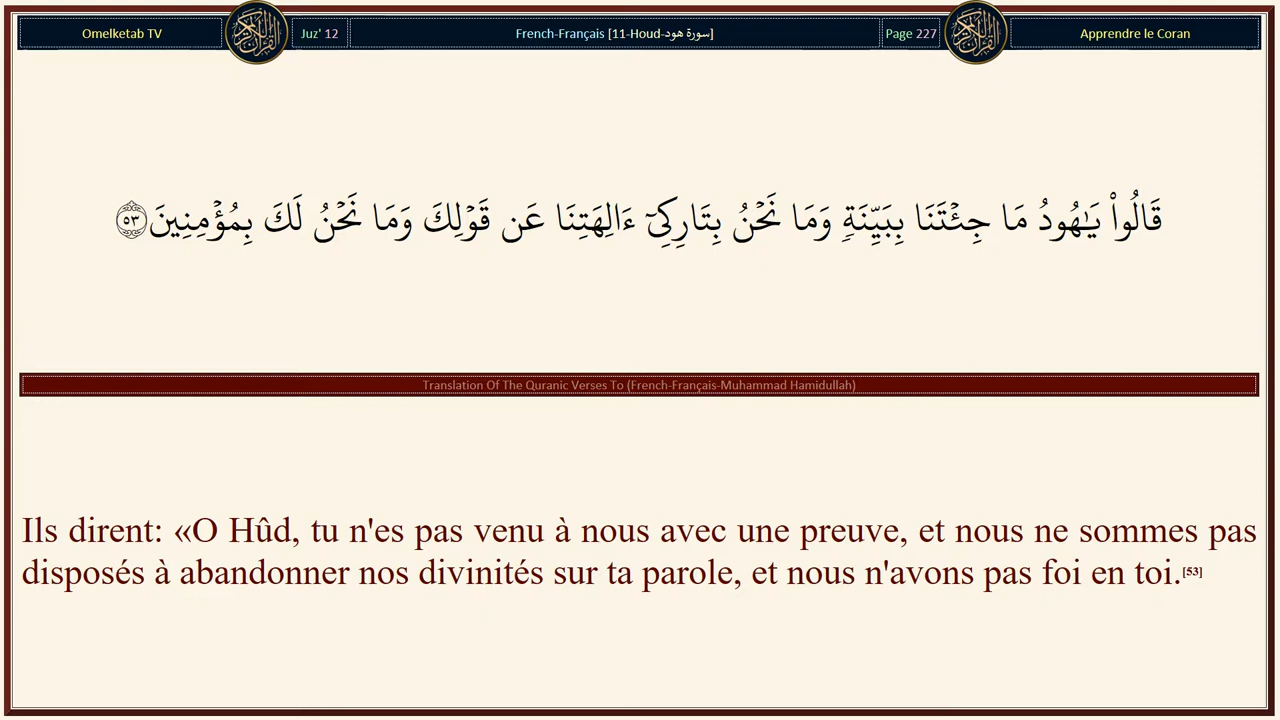 Omelketab TV
Juz' 12
French-Français [11-Houd-سورة هود]
Page 227
Apprendre le Coran
قَالُوا۟ يَـٰهُودُ مَا جِئْتَنَا بِبَيِّنَةٍۢ وَمَا نَحْنُ بِتَارِكِىٓ ءَالِهَتِنَا عَن قَوْلِكَ وَمَا نَحْنُ لَكَ بِمُؤْمِنِينَ ٥٣
Translation Of The Quranic Verses To (French-Français-Muhammad Hamidullah)
Ils dirent: «O Hûd, tu n'es pas venu à nous avec une preuve, et nous ne sommes pas
disposés à abandonner nos divinités sur ta parole, et nous n'avons pas foi en toi.[53]